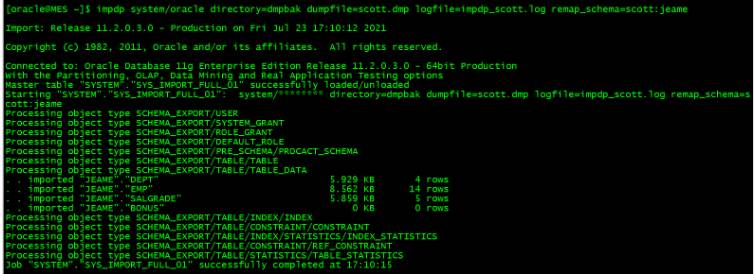 [oracle@MES ~]$ impdp system/oracle directory=dmpbak dumpfile=scott.dmp logfile=impdp_scott.log remap_schema=scott:jeame
Import: Release 11.2.0.3.0 - Production on Fri Jul 23 17:10:12 2021
Copyright (c) 1982, 2011, Oracle and/or its affiliates.  All rights reserved.
Connected to: Oracle Database 11g Enterprise Edition Release 11.2.0.3.0 - 64bit Production
With the Partitioning, OLAP, Data Mining and Real Application Testing options
Master table "SYSTEM"."SYS_IMPORT_FULL_01" successfully loaded/unloaded
Starting "SYSTEM"."SYS_IMPORT_FULL_01":  system/******** directory=dmpbak dumpfile=scott.dmp logfile=impdp_scott.log remap_schema=s
cott:jeame
Processing object type SCHEMA_EXPORT/USER
Processing object type SCHEMA_EXPORT/SYSTEM_GRANT
Processing object type SCHEMA_EXPORT/ROLE_GRANT
Processing object type SCHEMA_EXPORT/DEFAULT_ROLE
Processing object type SCHEMA_EXPORT/PRE_SCHEMA/PROCACT_SCHEMA
Processing object type SCHEMA_EXPORT/TABLE/TABLE
Processing object type SCHEMA_EXPORT/TABLE/TABLE_DATA
. . imported "JEAME"."DEPT"                              5.929 KB       4 rows
. . imported "JEAME"."EMP"                               8.562 KB      14 rows
. . imported "JEAME"."SALGRADE"                          5.859 KB       5 rows
. . imported "JEAME"."BONUS"                                 0 KB       0 rows
Processing object type SCHEMA_EXPORT/TABLE/INDEX/INDEX
Processing object type SCHEMA_EXPORT/TABLE/CONSTRAINT/CONSTRAINT
Processing object type SCHEMA_EXPORT/TABLE/INDEX/STATISTICS/INDEX_STATISTICS
Processing object type SCHEMA_EXPORT/TABLE/CONSTRAINT/REF_CONSTRAINT
Processing object type SCHEMA_EXPORT/TABLE/STATISTICS/TABLE_STATISTICS
Job "SYSTEM"."SYS_IMPORT_FULL_01" successfully completed at 17:10:15